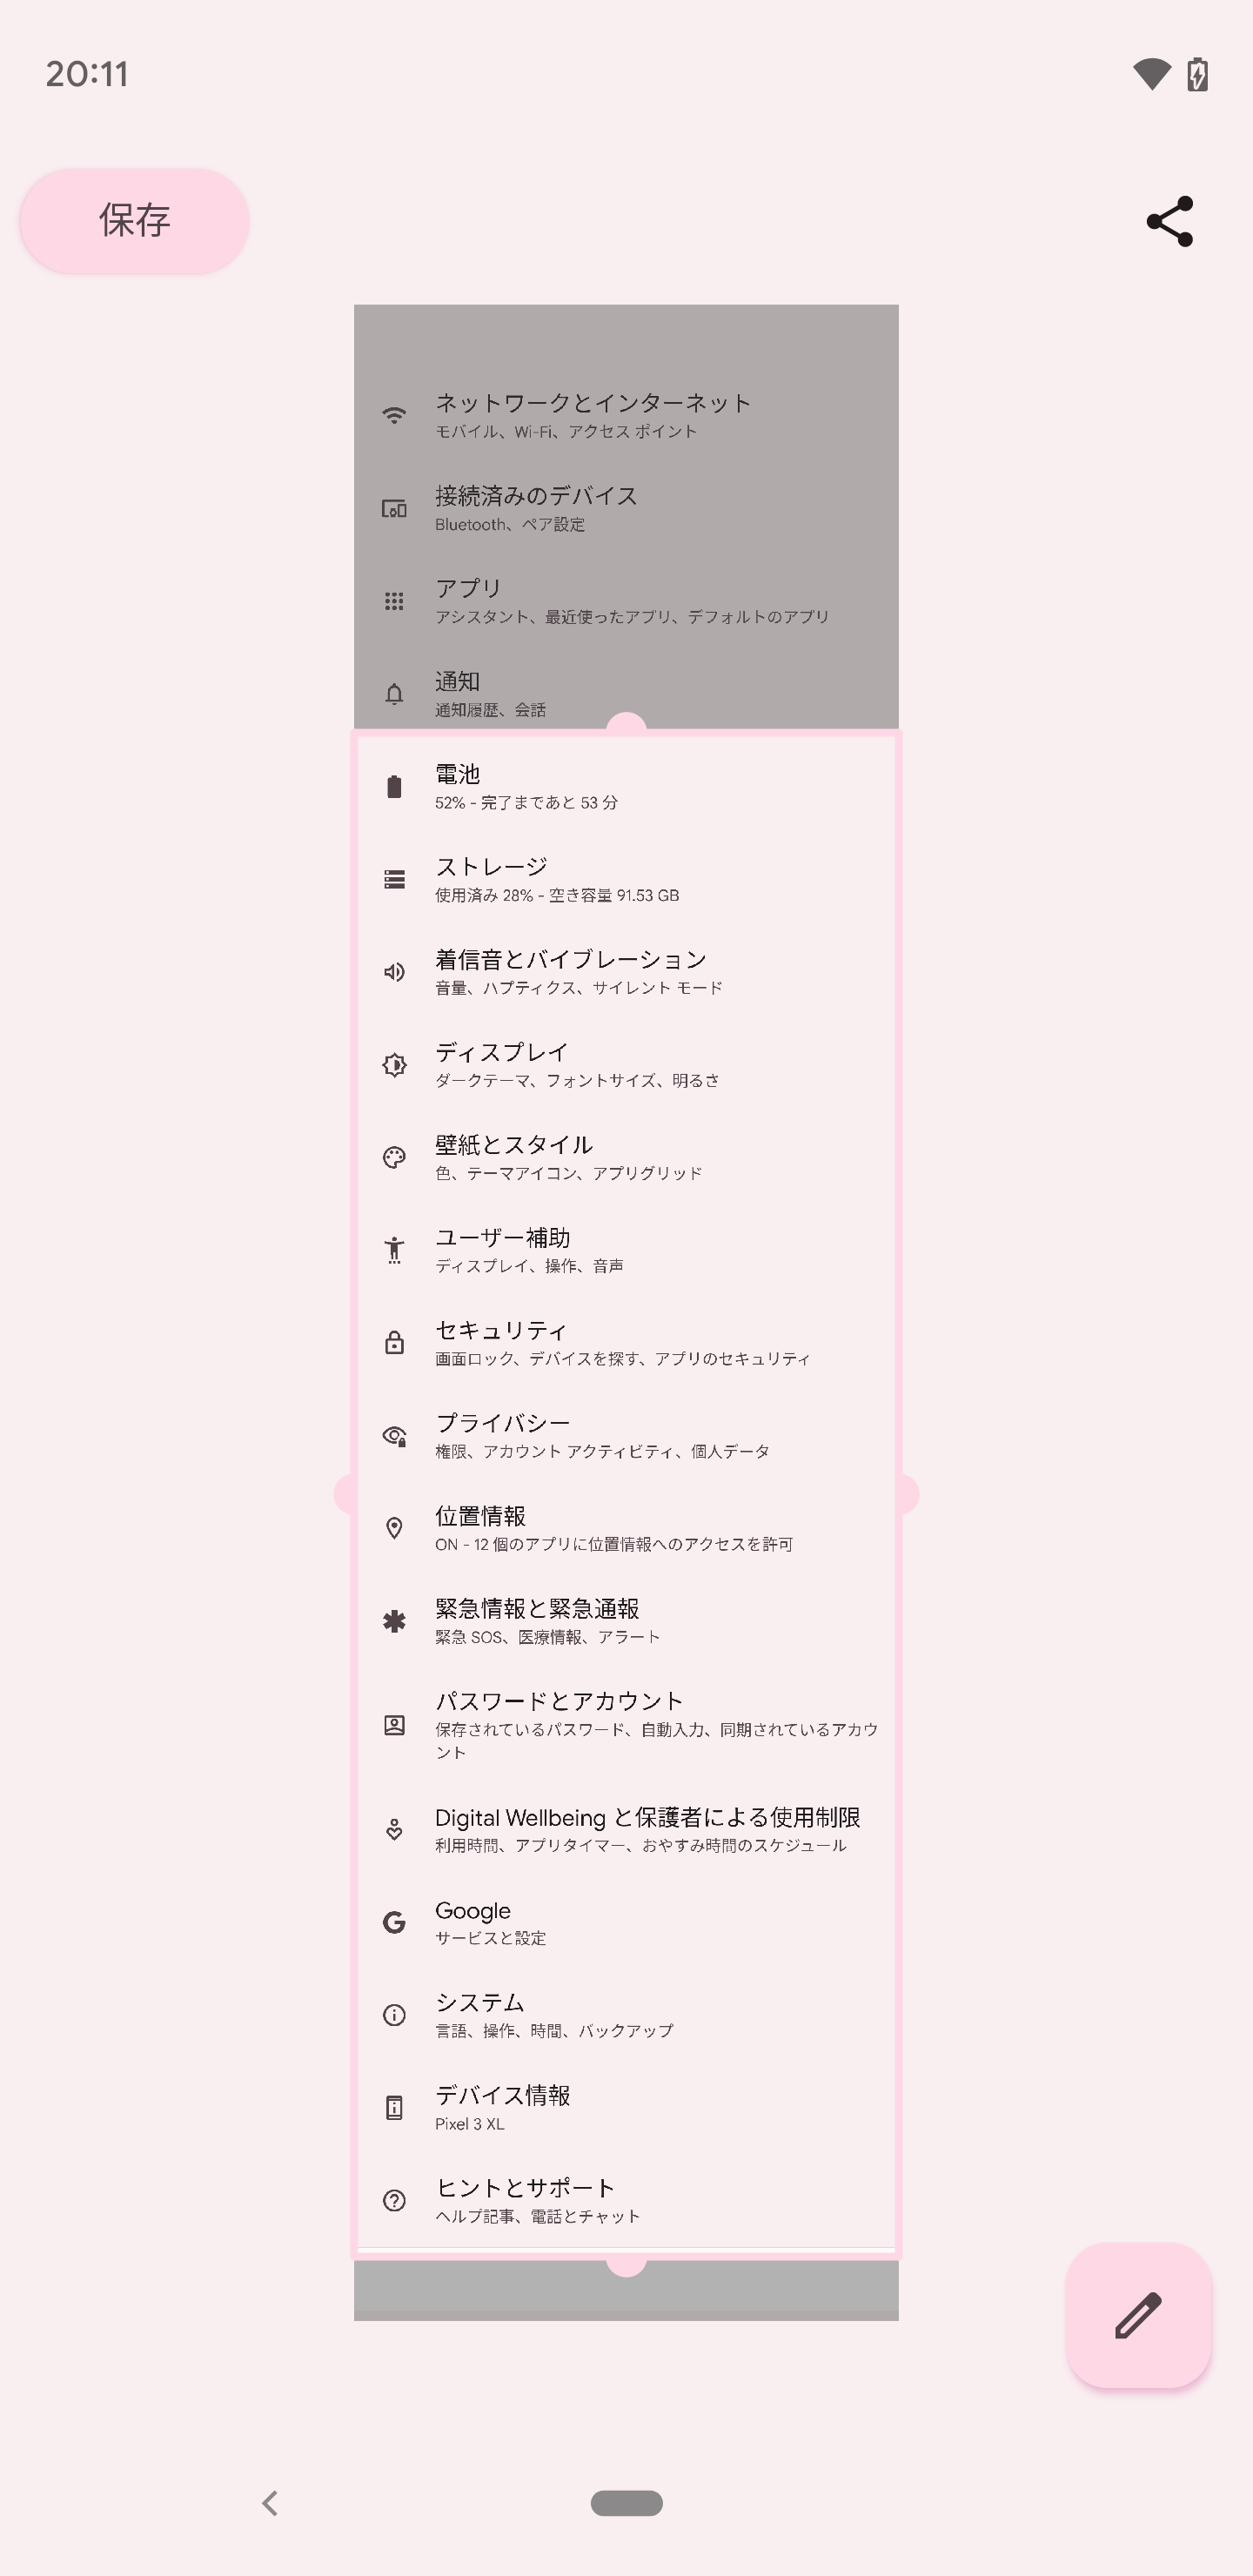 20:11
保存
ネットワークとインターネット
モバイル、Wi-Fi、アクセス ポイント
接続済みのデバイス
Bluetooth、ペア設定
アプリ
アシスタント、最近使ったアプリ、デフォルトのアプリ
通知
通知履歴、会話
電池
52% - 完了まであと 53 分
ストレージ
使用済み 28% - 空き容量 91.53 GB
着信音とバイブレーション
音量、ハプティクス、サイレント モード
ディスプレイ
ダークテーマ、フォントサイズ、明るさ
壁紙とスタイル
色、テーマアイコン、アプリグリッド
ユーザー補助
ディスプレイ、操作、音声
セキュリティ
画面ロック、デバイスを探す、アプリのセキュリティ
プライバシー
権限、アカウント アクティビティ、個人データ
位置情報
ON - 12 個のアプリに位置情報へのアクセスを許可
緊急情報と緊急通報
緊急 SOS、医療情報、アラート
パスワードとアカウント
保存されているパスワード、自動入力、同期されているアカウ
ント
Digital Wellbeing と保護者による使用制限
利用時間、アプリタイマー、おやすみ時間のスケジュール
Google
サービスと設定
システム
言語、操作、時間、バックアップ
デバイス情報
Pixel 3 XL
ヒントとサポート
ヘルプ記事、電話とチャット